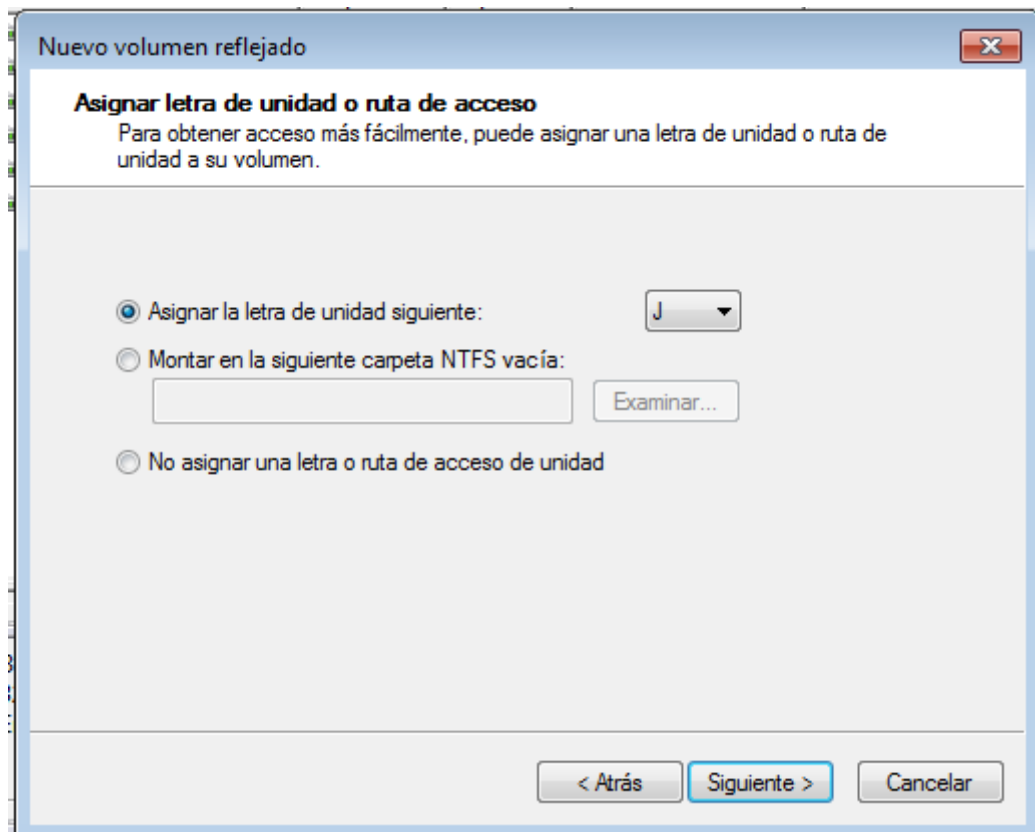 Nuevo volumen reflejado
Asignar letra de unidad o ruta de acceso
Para obtener acceso más fácilmente, puede asignar una letra de unidad o ruta de
unidad a su volumen.
Asignar la letra de unidad siguiente: J
Montar en la siguiente carpeta NTFS vacía:
Examinar...
No asignar una letra o ruta de acceso de unidad
< Atrás Siguiente > Cancelar